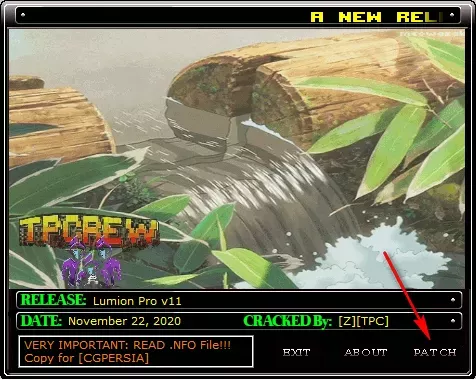 A NEW REL
TPCREW
RELEASE: Lumion Pro v11
DATE: November 22, 2020 CRACKED By: [Z][TPC]
VERY IMPORTANT: READ .NFO File!!!
Copy for [CGPERSIA]
EXIT ABOUT PATCH